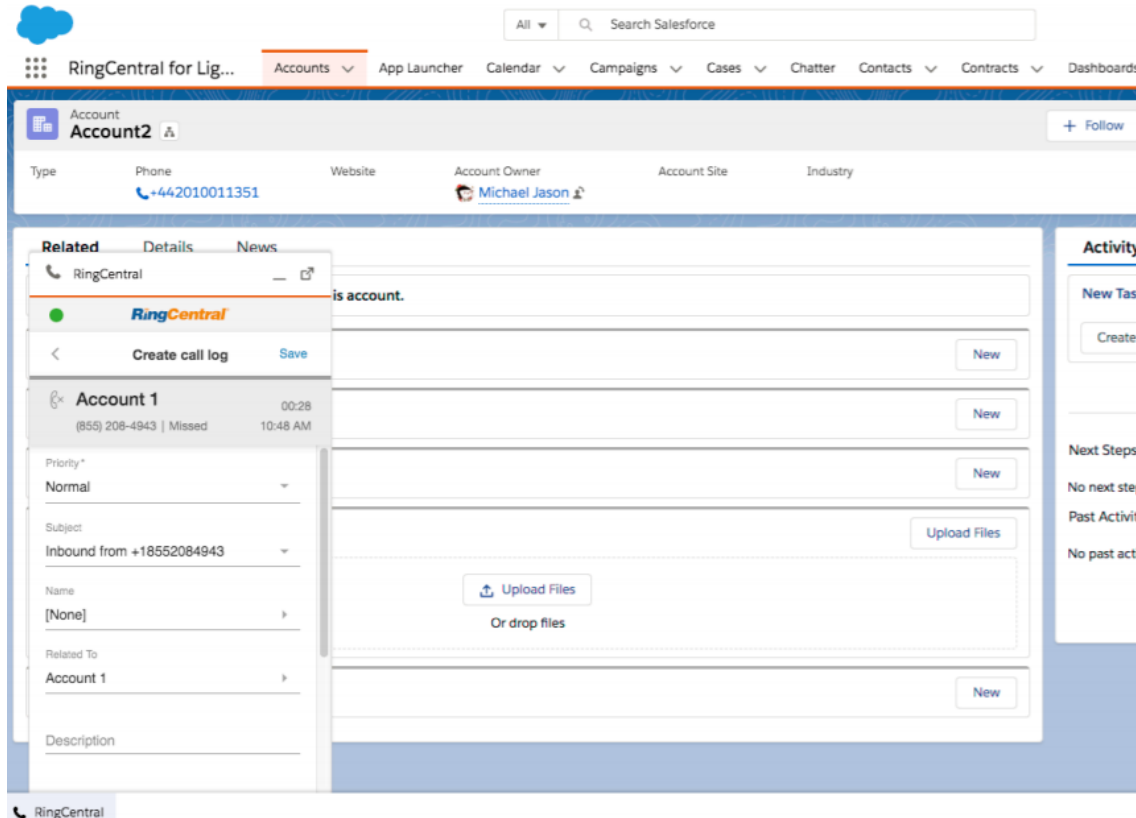 All Search Salesforce
RingCentral for Lig... Accounts App Launcher Calendar Campaigns Cases Chatter Contacts Contracts Dashboards
Account
Account2
+ Follow
Type Phone Website Account Owner Account Site Industry
+442010011351 Michael Jason
Related Details News
RingCentral
is account.
RingCentral
Create call log Save
Account 1 00:28
(855) 208-4943 | Missed 10:48 AM
Priority*
Normal
Subject
Inbound from +18552084943
Name
[None]
Related To
Account 1
Description
New
New
New
Upload Files
Upload Files
Or drop files
New
Activity
New Tas
Create
Next Steps
No next ste
Past Activit
No past act
RingCentral